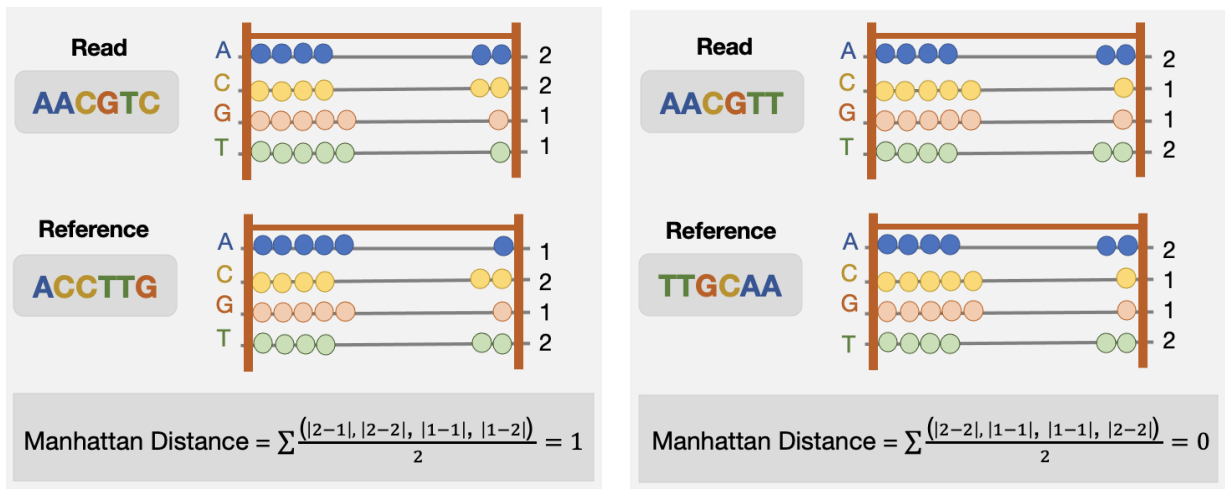 Read
AACGTC
A 2
C 2
G 1
T 1
Reference
ACCTTG
A 1
C 2
G 1
T 2
Manhattan Distance = ∑ (|2−1|, |2−2|, |1−1|, |1−2|) / 2 = 1
Read
AACGTT
A 2
C 1
G 1
T 2
Reference
TTGCAA
A 2
C 1
G 1
T 2
Manhattan Distance = ∑ (|2−2|, |1−1|, |1−1|, |2−2|) / 2 = 0